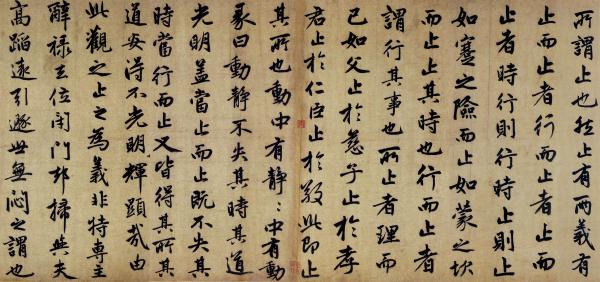 所謂止也然止有兩義有
止而止者行而止者止而
止者時行則行時止則止
如蹇之險而止如蒙之坎
而止止其時也行而止者
謂行其事也所止者理而
已如父止於慈子止於孝
君止於仁臣止於敬此即止
其所也動中有靜〻中有動
彖曰動靜不失其時其道
光明蓋當止而止既不失其
時當行而止又皆得其所其
道安得不光明輝顕哉由
此觀之止之為義非特專主
辭禄去位閉門却掃與夫
高蹈遠引遯世無悶之謂也